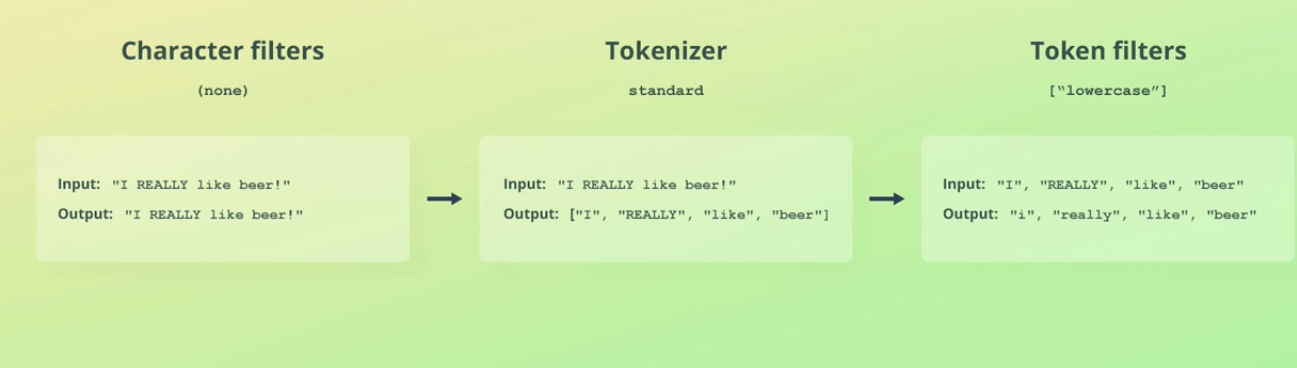 Character filters
(none)
Input: "I REALLY like beer!"
Output: "I REALLY like beer!"
Tokenizer
standard
Input: "I REALLY like beer!"
Output: ["I", "REALLY", "like", "beer"]
Token filters
[“lowercase”]
Input: "I", "REALLY", "like", "beer"
Output: "i", "really", "like", "beer"